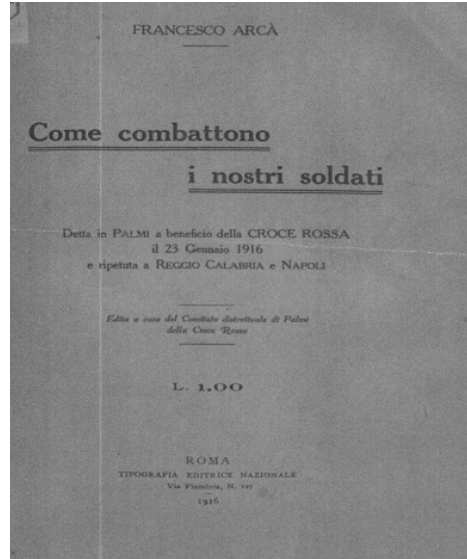 FRANCESCO ARCÀ
Come combattono
i nostri soldati
Detta in PALMI a beneficio della CROCE ROSSA
il 23 Gennaio 1916
e ripetuta a REGGIO CALABRIA e NAPOLI
Edita a cura del Comitato distrettuale di Palmi
della Croce Rossa
L. 1,00
ROMA
TIPOGRAFIA EDITRICE NAZIONALE
Via Flaminia, N.
1916